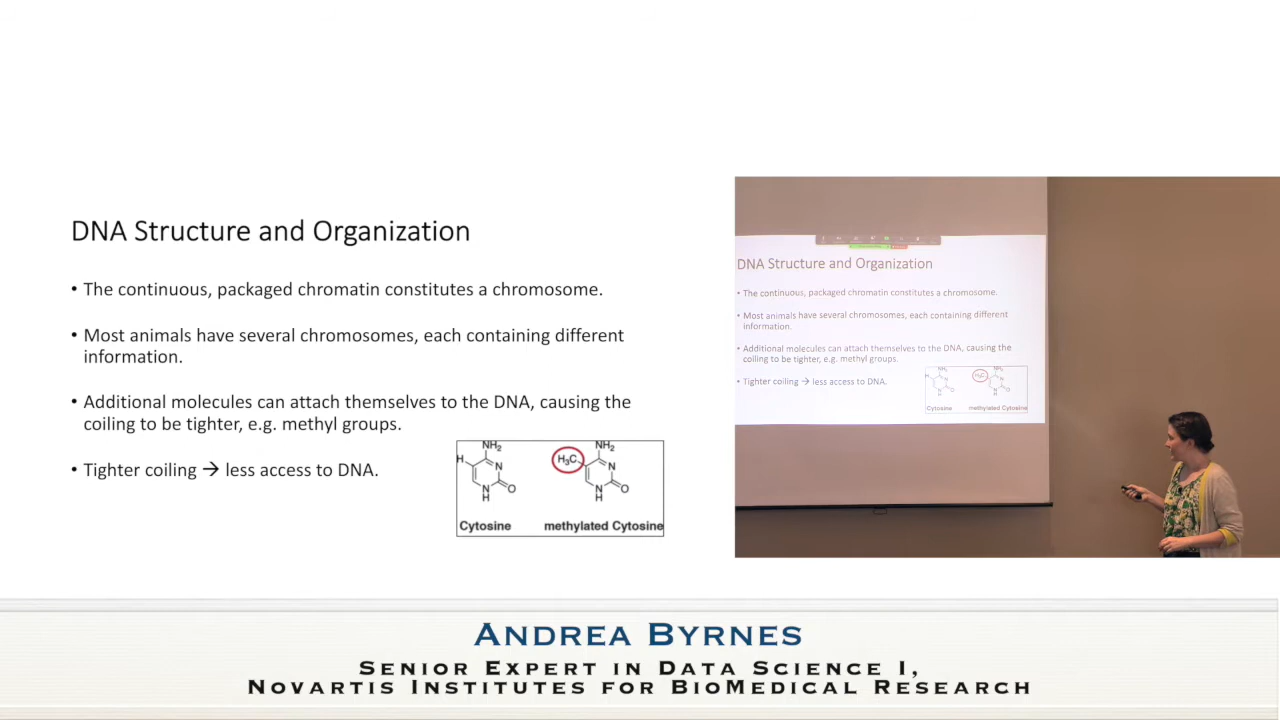 DNA Structure and Organization
• The continuous, packaged chromatin constitutes a chromosome.
• Most animals have several chromosomes, each containing different
information.
• Additional molecules can attach themselves to the DNA, causing the
coiling to be tighter, e.g. methyl groups.
• Tighter coiling → less access to DNA.
NH₂
H
N
N
H
O
Cytosine
NH₂
H₃C
N
N
H
O
methylated Cytosine
DNA Structure and Organization
• The continuous, packaged chromatin constitutes a chromosome.
• Most animals have several chromosomes, each containing different
information.
• Additional molecules can attach themselves to the DNA, causing the
coiling to be tighter, e.g. methyl groups.
• Tighter coiling → less access to DNA.
Cytosine
methylated Cytosine
ANDREA BYRNES
SENIOR EXPERT IN DATA SCIENCE I,
NOVARTIS INSTITUTES FOR BIOMEDICAL RESEARCH